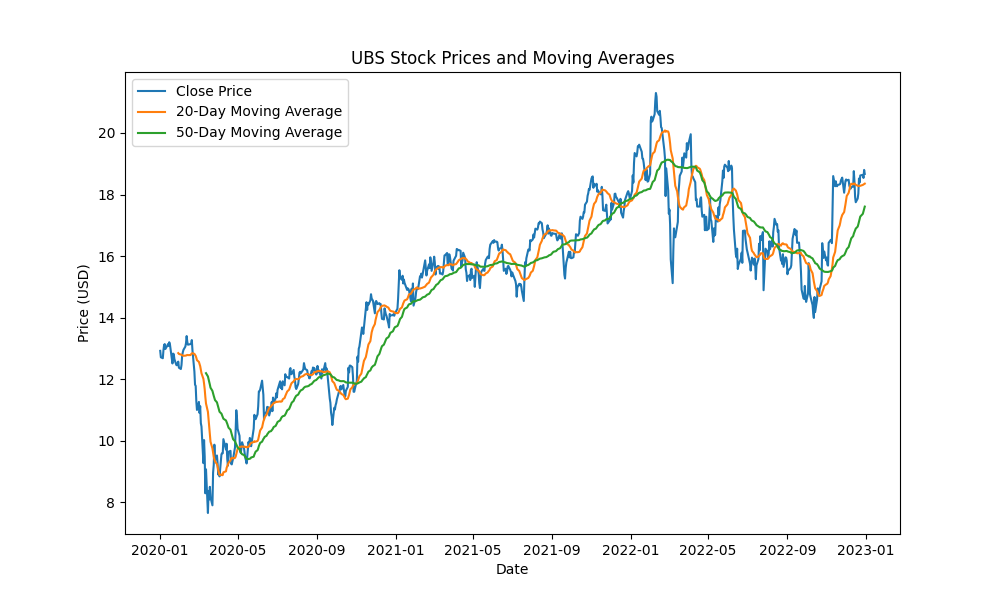 UBS Stock Prices and Moving Averages
Close Price
20-Day Moving Average
50-Day Moving Average
Price (USD)
20
18
16
14
12
10
8
2020-01 2020-05 2020-09 2021-01 2021-05 2021-09 2022-01 2022-05 2022-09 2023-01
Date